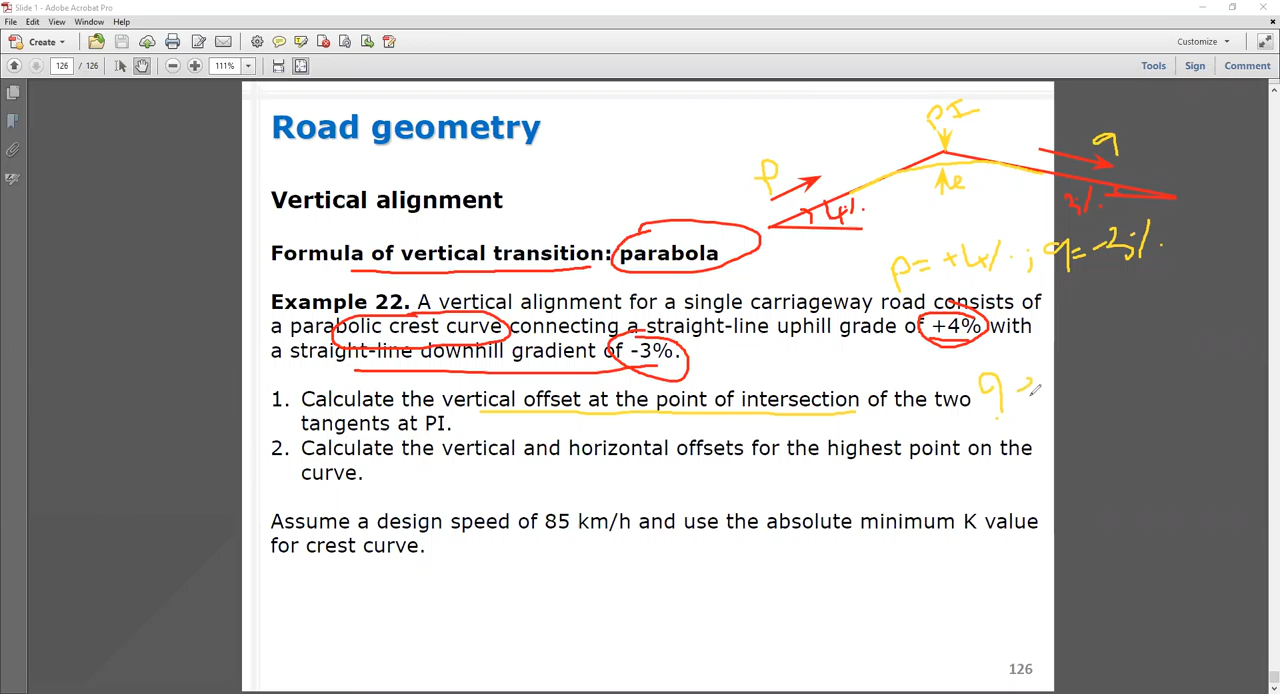 Slide 1 - Adobe Acrobat Pro
File Edit View Window Help
Create
Customize
126 / 126
111%
Tools Sign Comment
Road geometry
PI
q
P
e
4%
3%
Vertical alignment
Formula of vertical transition: parabola
P = +4% ; q = -3%
Example 22. A vertical alignment for a single carriageway road consists of
a parabolic crest curve connecting a straight-line uphill grade of +4% with
a straight-line downhill gradient of -3%.
1. Calculate the vertical offset at the point of intersection of the two
tangents at PI.
2. Calculate the vertical and horizontal offsets for the highest point on the
curve.
Assume a design speed of 85 km/h and use the absolute minimum K value
for crest curve.
126